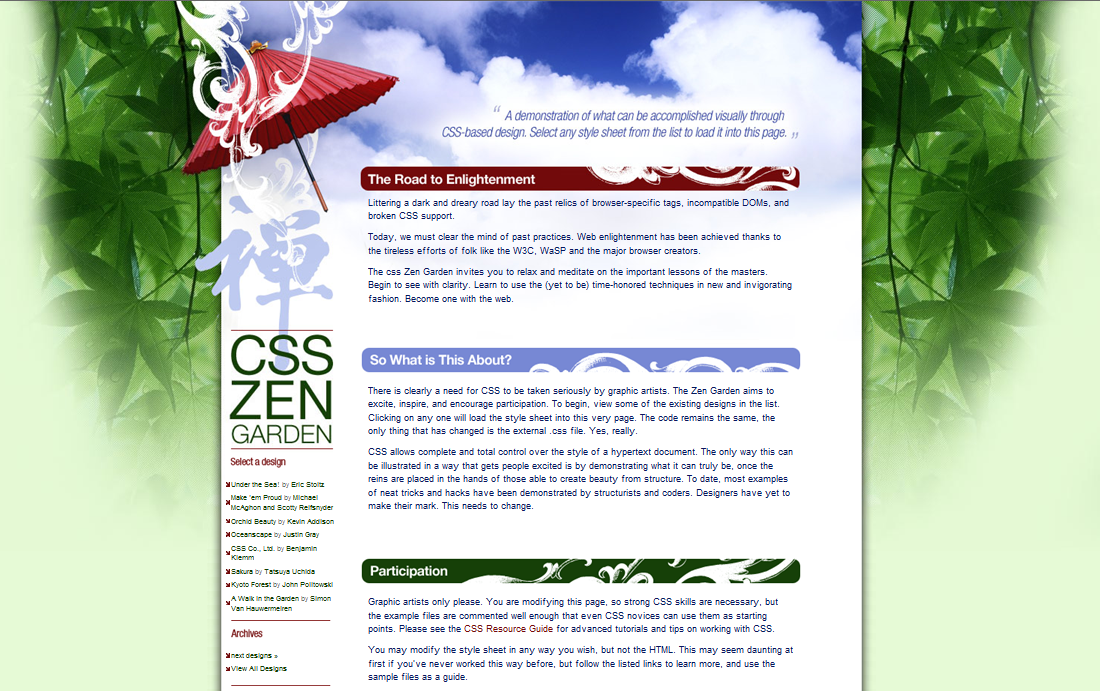 “ A demonstration of what can be accomplished visually through
CSS-based design. Select any style sheet from the list to load it into this page. ”
禅
CSS
ZEN
GARDEN
Select a design
Under the Sea! by Eric Stoltz
Make 'em Proud by Michael
McAghon and Scotty Reifsnyder
Orchid Beauty by Kevin Addison
Oceanscape by Justin Gray
CSS Co., Ltd. by Benjamin
Klemm
Sakura by Tatsuya Uchida
Kyoto Forest by John Politowski
A Walk in the Garden by Simon
Van Hauwermeiren
Archives
next designs »
View All Designs
The Road to Enlightenment
Littering a dark and dreary road lay the past relics of browser-specific tags, incompatible DOMs, and
broken CSS support.
Today, we must clear the mind of past practices. Web enlightenment has been achieved thanks to
the tireless efforts of folk like the W3C, WaSP and the major browser creators.
The css Zen Garden invites you to relax and meditate on the important lessons of the masters.
Begin to see with clarity. Learn to use the (yet to be) time-honored techniques in new and invigorating
fashion. Become one with the web.
So What is This About?
There is clearly a need for CSS to be taken seriously by graphic artists. The Zen Garden aims to
excite, inspire, and encourage participation. To begin, view some of the existing designs in the list.
Clicking on any one will load the style sheet into this very page. The code remains the same, the
only thing that has changed is the external .css file. Yes, really.
CSS allows complete and total control over the style of a hypertext document. The only way this can
be illustrated in a way that gets people excited is by demonstrating what it can truly be, once the
reins are placed in the hands of those able to create beauty from structure. To date, most examples
of neat tricks and hacks have been demonstrated by structurists and coders. Designers have yet to
make their mark. This needs to change.
Participation
Graphic artists only please. You are modifying this page, so strong CSS skills are necessary, but
the example files are commented well enough that even CSS novices can use them as starting
points. Please see the CSS Resource Guide for advanced tutorials and tips on working with CSS.
You may modify the style sheet in any way you wish, but not the HTML. This may seem daunting at
first if you've never worked this way before, but follow the listed links to learn more, and use the
sample files as a guide.